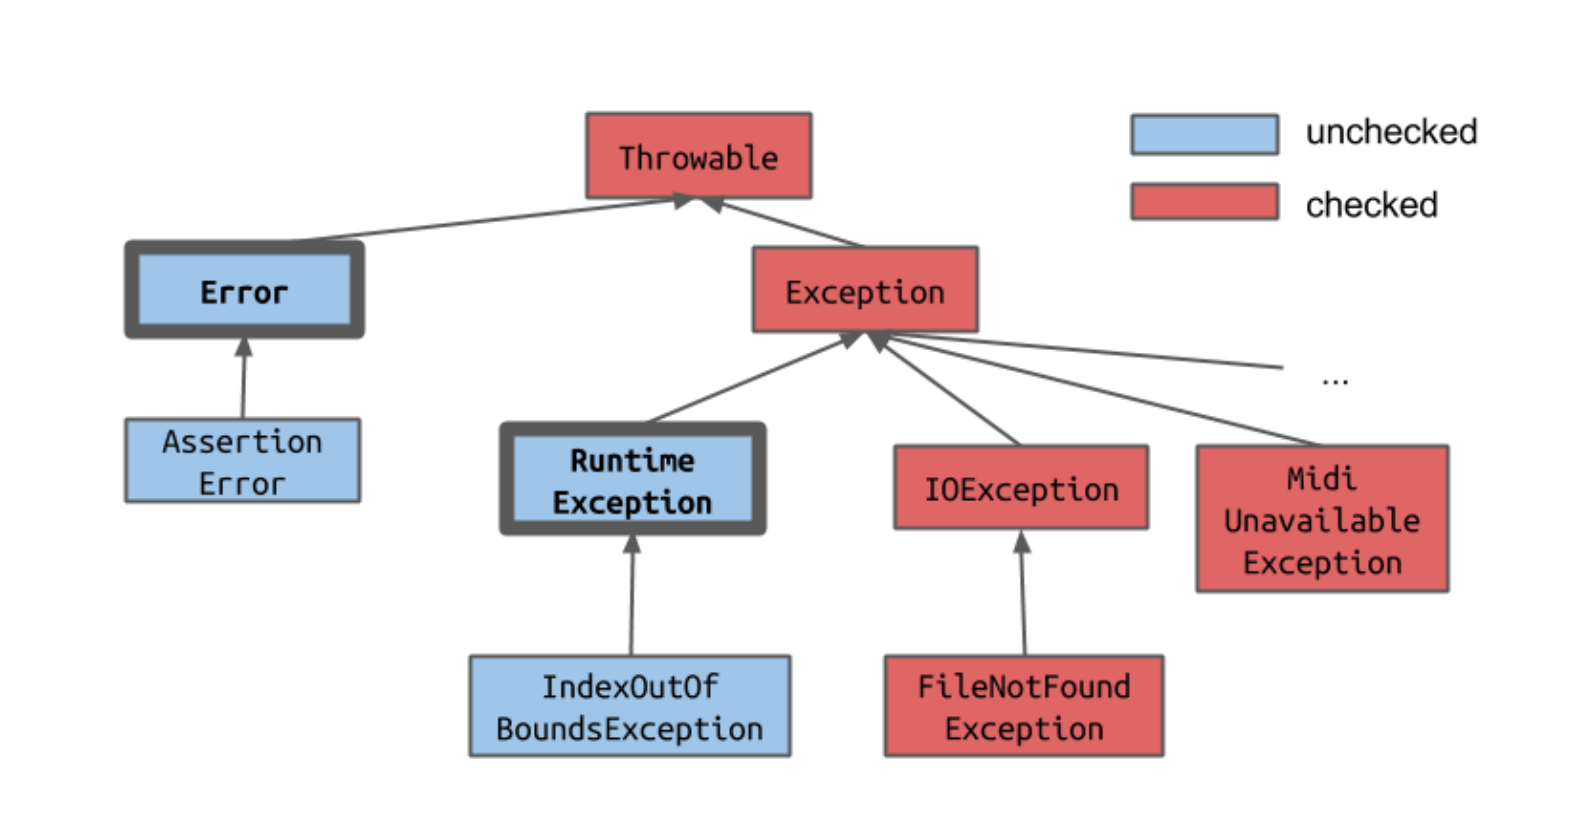 Throwable
unchecked
checked
Error
Exception
...
Assertion
Error
Runtime
Exception
IOException
Midi
Unavailable
Exception
IndexOutOf
BoundsException
FileNotFound
Exception